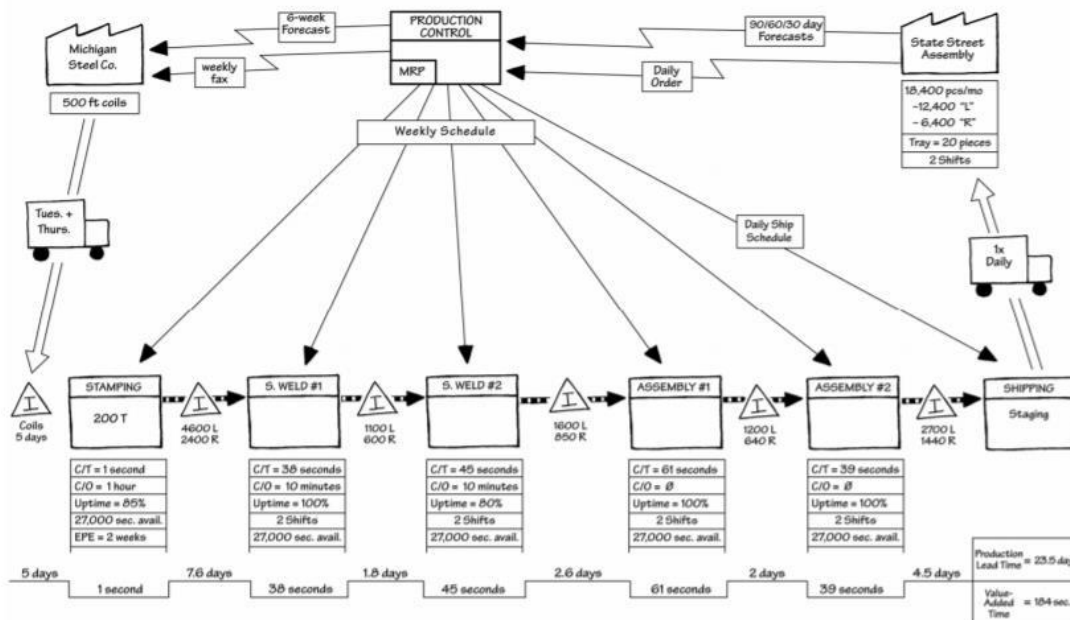 Michigan
Steel Co.
500 ft coils
6-week
Forecast
weekly
fax
PRODUCTION
CONTROL
MRP
90/60/30 day
Forecasts
Daily
Order
State Street
Assembly
18,400 pcs/mo
-12,400 "L"
- 6,400 "R"
Tray = 20 pieces
2 Shifts
Weekly Schedule
Tues. +
Thurs.
Daily Ship
Schedule
1x
Daily
I
Coils
5 days
STAMPING
200 T
C/T = 1 second
C/O = 1 hour
Uptime = 85%
27,000 sec. avail.
EPE = 2 weeks
I
4600 L
2400 R
S. WELD #1
C/T = 38 seconds
C/O = 10 minutes
Uptime = 100%
2 Shifts
27,000 sec. avail.
I
1100 L
600 R
S. WELD #2
C/T = 45 seconds
C/O = 10 minutes
Uptime = 80%
2 Shifts
27,000 sec. avail.
I
1600 L
850 R
ASSEMBLY #1
C/T = 61 seconds
C/O = Ø
Uptime = 100%
2 Shifts
27,000 sec. avail.
I
1200 L
640 R
ASSEMBLY #2
C/T = 39 seconds
C/O = Ø
Uptime = 100%
2 Shifts
27,000 sec. avail.
I
2700 L
1440 R
SHIPPING
Staging
5 days
1 second
7.6 days
38 seconds
1.8 days
45 seconds
2.6 days
61 seconds
2 days
39 seconds
4.5 days
Production
Lead Time = 23.5 day
Value-
Added = 184 sec.
Time